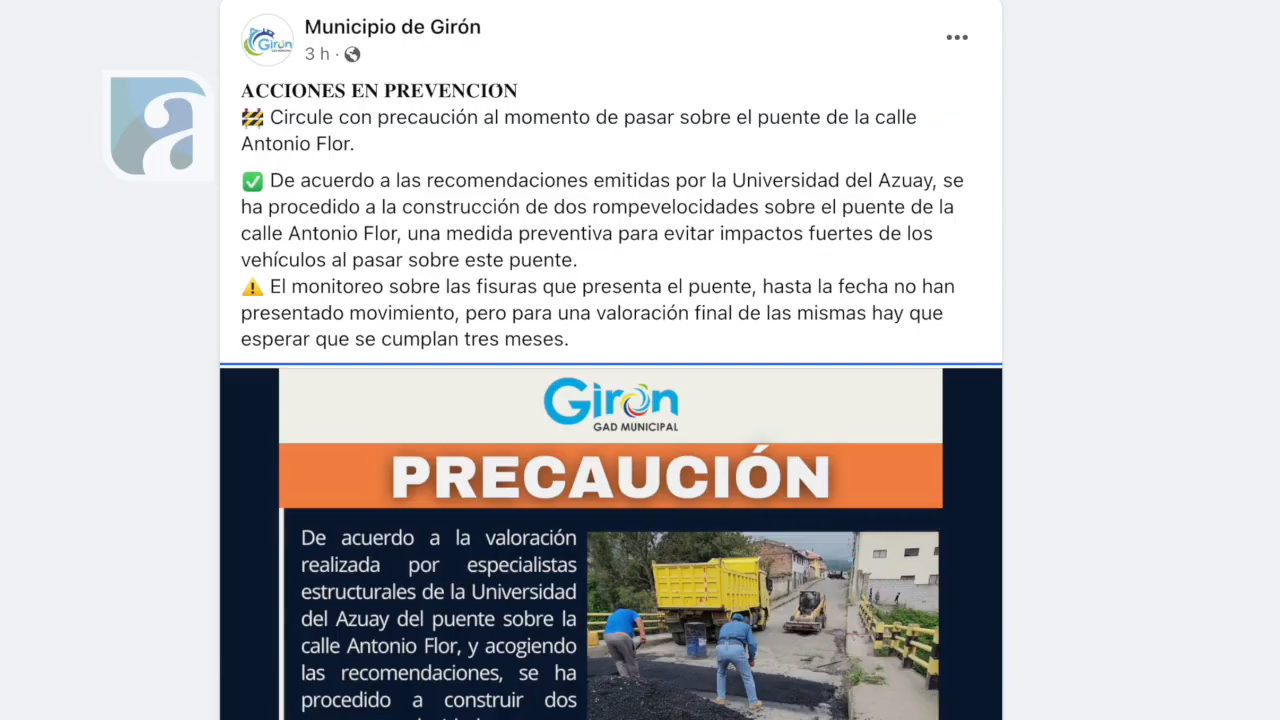 Municipio de Girón
3 h ·
ACCIONES EN PREVENCIÓN
🚧 Circule con precaución al momento de pasar sobre el puente de la calle
Antonio Flor.
✅ De acuerdo a las recomendaciones emitidas por la Universidad del Azuay, se
ha procedido a la construcción de dos rompevelocidades sobre el puente de la
calle Antonio Flor, una medida preventiva para evitar impactos fuertes de los
vehículos al pasar sobre este puente.
⚠️ El monitoreo sobre las fisuras que presenta el puente, hasta la fecha no han
presentado movimiento, pero para una valoración final de las mismas hay que
esperar que se cumplan tres meses.
Girón
GAD MUNICIPAL
PRECAUCIÓN
De acuerdo a la valoración
realizada por especialistas
estructurales de la Universidad
del Azuay del puente sobre la
calle Antonio Flor, y acogiendo
las recomendaciones, se ha
procedido a construir dos
a
Girón